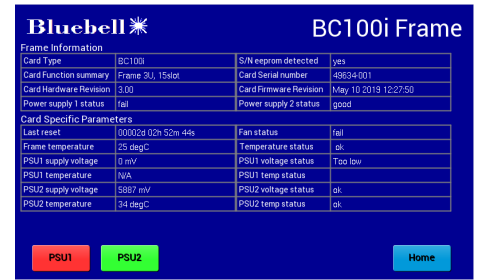 Bluebell
BC100i Frame
Frame Information
Card Type BC100i S/N eeprom detected yes
Card Function summary Frame 3U, 15slot Card Serial number 49634-001
Card Hardware Revision 3.00 Card Firmware Revision May 10 2019 12:27:50
Power supply 1 status fail Power supply 2 status good
Card Specific Parameters
Last reset 00002d 02h 52m 44s Fan status fail
Frame temperature 25 degC Temperature status ok
PSU1 supply voltage 0 mV PSU1 voltage status Too low
PSU1 temperature N/A PSU1 temp status
PSU2 supply voltage 5887 mV PSU2 voltage status ok
PSU2 temperature 34 degC PSU2 temp status ok
PSU1 PSU2 Home